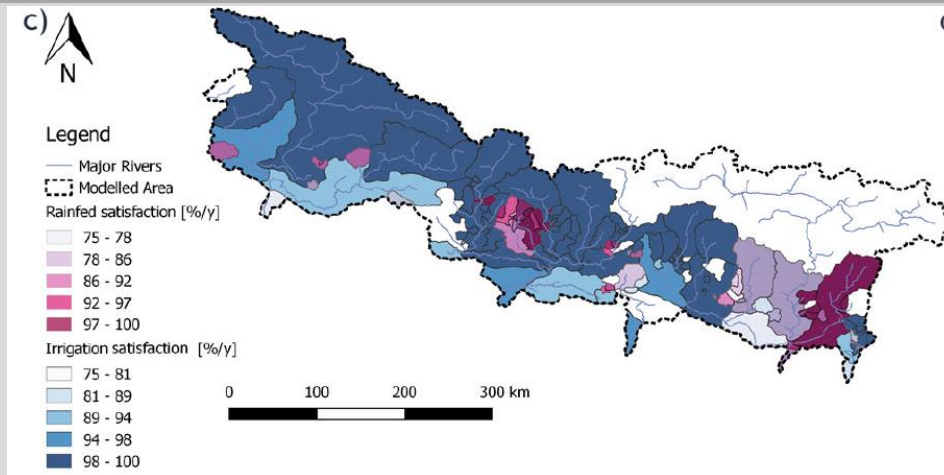 c)
N
Legend
Major Rivers
Modelled Area
Rainfed satisfaction [%/y]
75 - 78
78 - 86
86 - 92
92 - 97
97 - 100
Irrigation satisfaction [%/y]
75 - 81
81 - 89
89 - 94
94 - 98
98 - 100
0 100 200 300 km